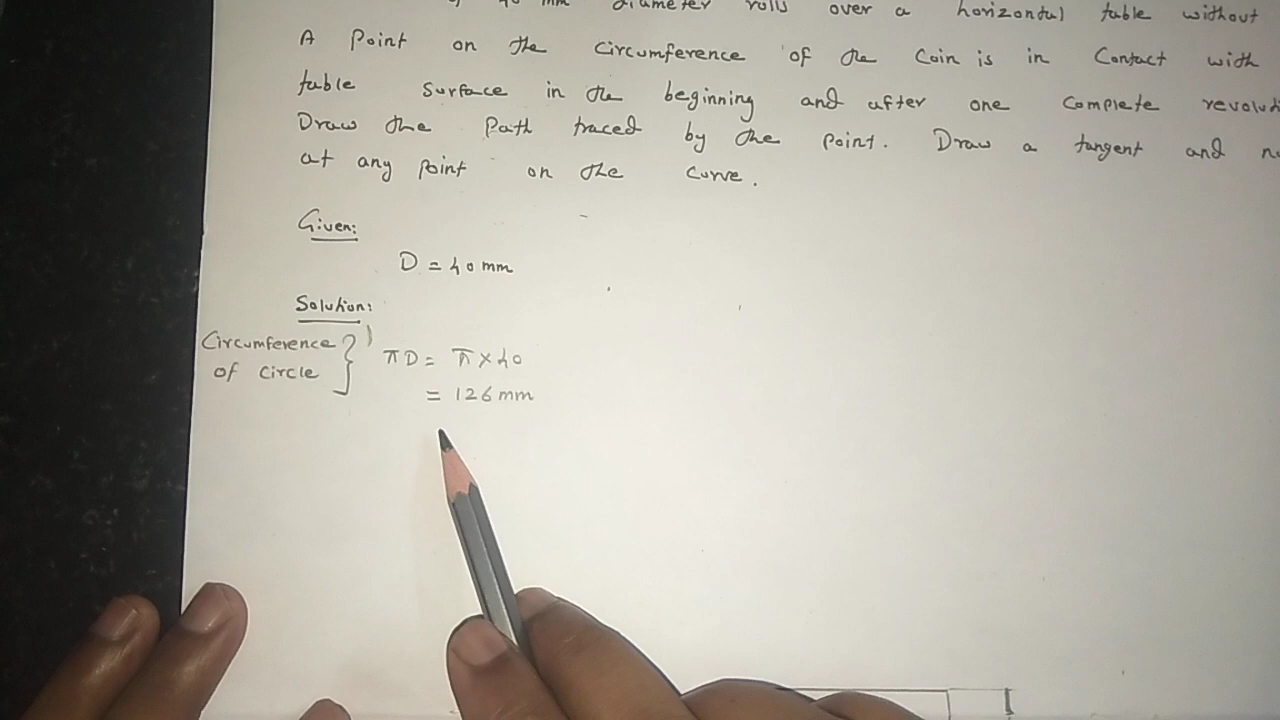 mm diameter rolls over a horizontal table without
A Point on the Circumference of the Coin is in Contact with
table Surface in the beginning and after one Complete
Draw the Path traced by the Point. Draw a tangent and
at any point on the Curve.
Given:
D = 40 mm
Solution:
Circumference } πD = π × 40
of Circle
= 126 mm